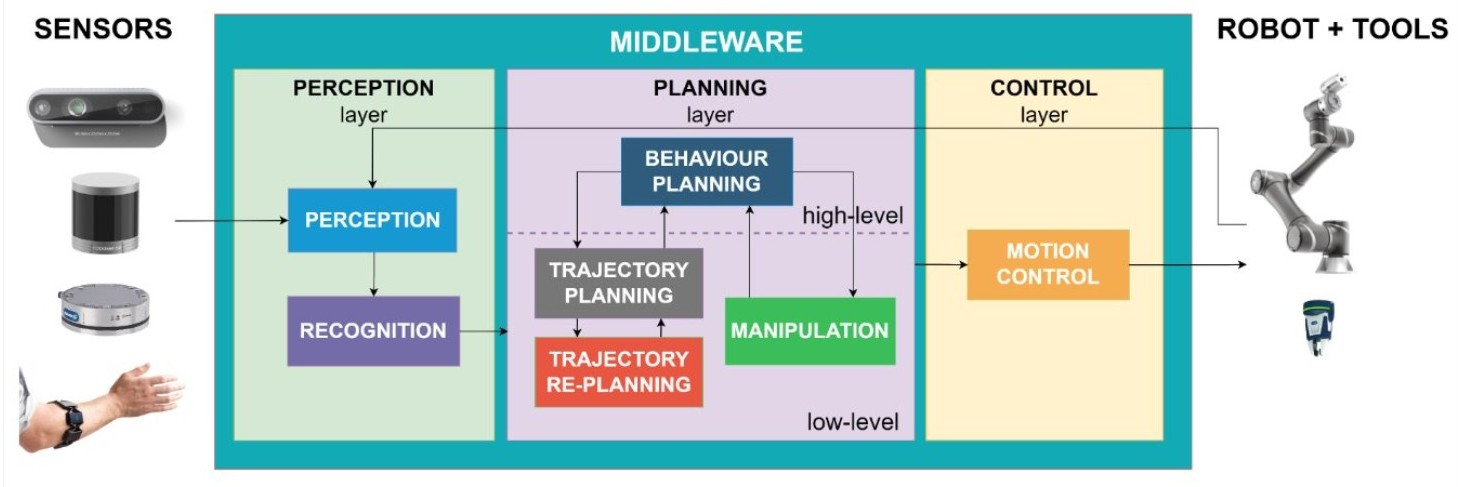 SENSORS
MIDDLEWARE
ROBOT + TOOLS
PERCEPTION
layer
PERCEPTION
RECOGNITION
PLANNING
layer
BEHAVIOUR
PLANNING
high-level
TRAJECTORY
PLANNING
TRAJECTORY
RE-PLANNING
MANIPULATION
low-level
CONTROL
layer
MOTION
CONTROL